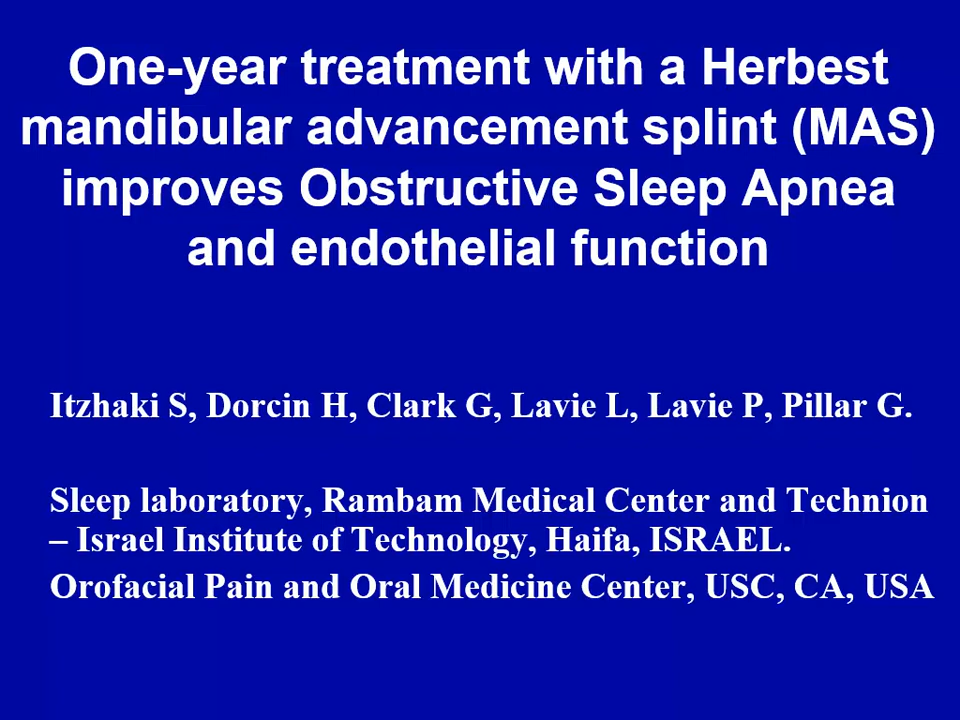 One-year treatment with a Herbest
mandibular advancement splint (MAS)
improves Obstructive Sleep Apnea
and endothelial function
Itzhaki S, Dorcin H, Clark G, Lavie L, Lavie P, Pillar G.
Sleep laboratory, Rambam Medical Center and Technion
– Israel Institute of Technology, Haifa, ISRAEL.
Orofacial Pain and Oral Medicine Center, USC, CA, USA